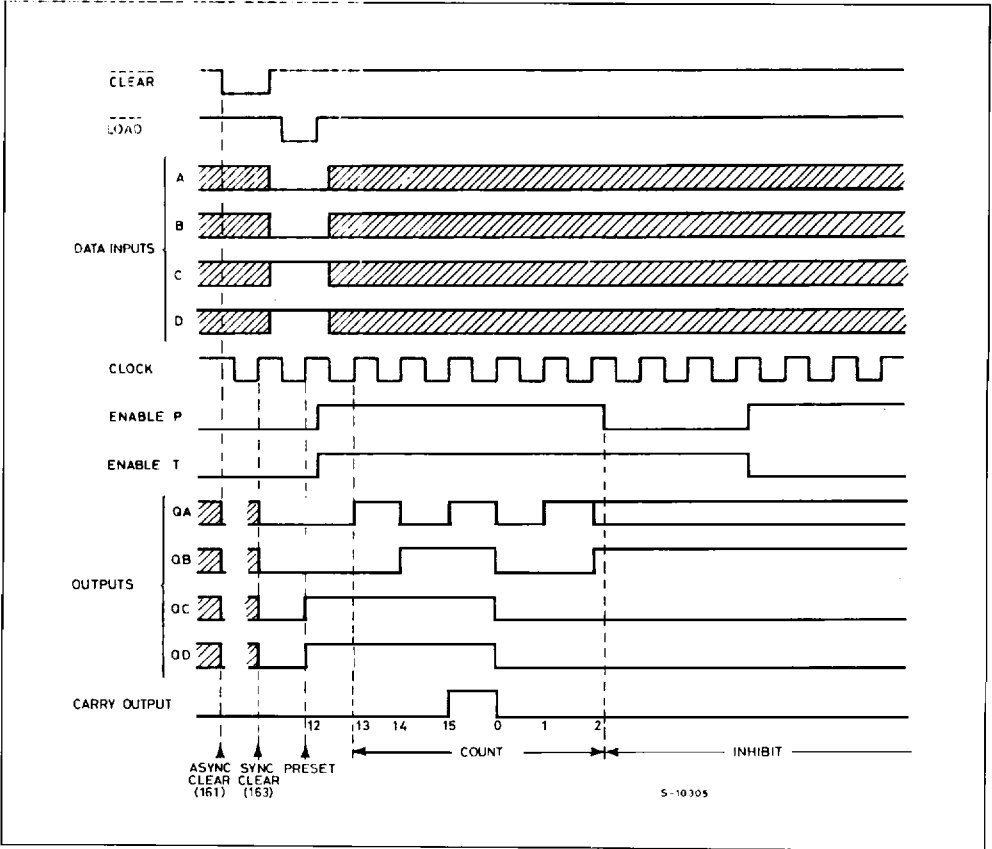 CLEAR
LOAD
A
B
DATA INPUTS
C
D
CLOCK
ENABLE P
ENABLE T
QA
QB
OUTPUTS
QC
QD
CARRY OUTPUT
12 13 14 15 0 1 2
COUNT INHIBIT
ASYNC CLEAR (161)
SYNC CLEAR (163)
PRESET
S-10305